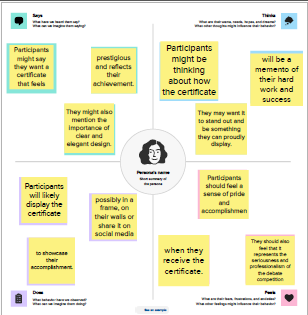 Says
What have we heard them say?
What can we imagine them saying?
Thinks
What are their wants, needs, hopes, and dreams?
What other thoughts might influence their behavior?
Participants
might say
they want a
certificate
that feels
prestigious
and reflects
their
achievement.
They might also
mention the
importance of
clear and
elegant design.
Participants
might be
thinking
about how
the certificate
will be a
memento of
their hard
work and
success
They may want it
to stand out and
be something
they can proudly
display.
Persona's name
Short summary of
the persona
Participants
will likely
display the
certificate
possibly in a
frame, on
their walls or
share it on
social media
to showcase
their
accomplishment.
Participants
should feel a
sense of pride
and
accomplishmen
when they
receive the
certificate.
They should also
feel that it
represents the
seriousness and
professionalism of
the debate
competition
Does
What behavior have we observed?
What can we imagine them doing?
Feels
What are their fears, frustrations, and anxieties?
What other feelings might influence their behavior?
See an example